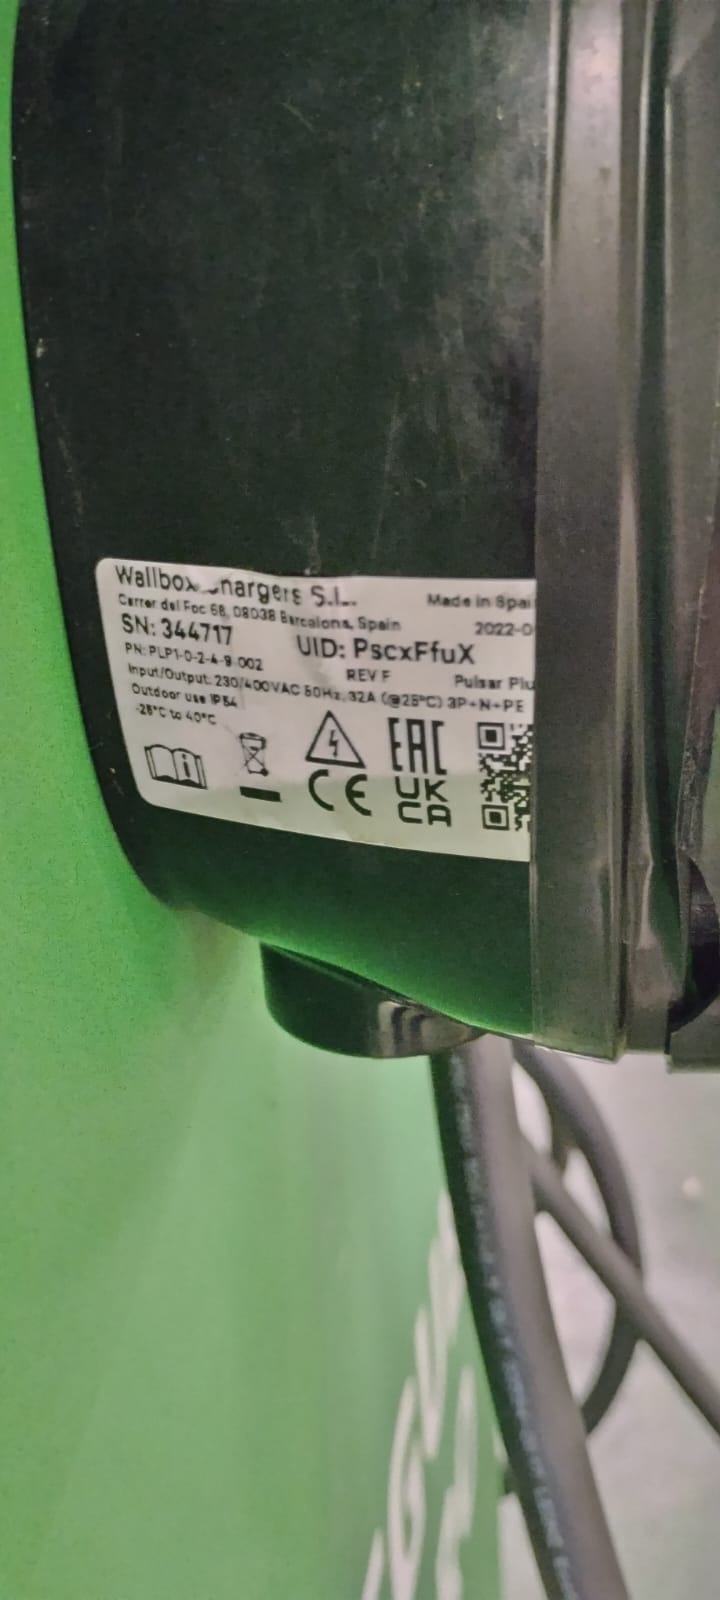 Wallbox Chargers S.L.
Made in Spai
Carrer del Foc 68, 08038 Barcelona, Spain
2022-0
SN: 344717
UID: PscxFfuX
PN: PLP1-0-2-4-9-002
REV F
Pulsar Plu
Input/Output: 230/400VAC 50Hz, 32A (@25°C) 3P+N+PE
Outdoor use IP54
-25°C to 40°C
EAC
CE
UK
CA